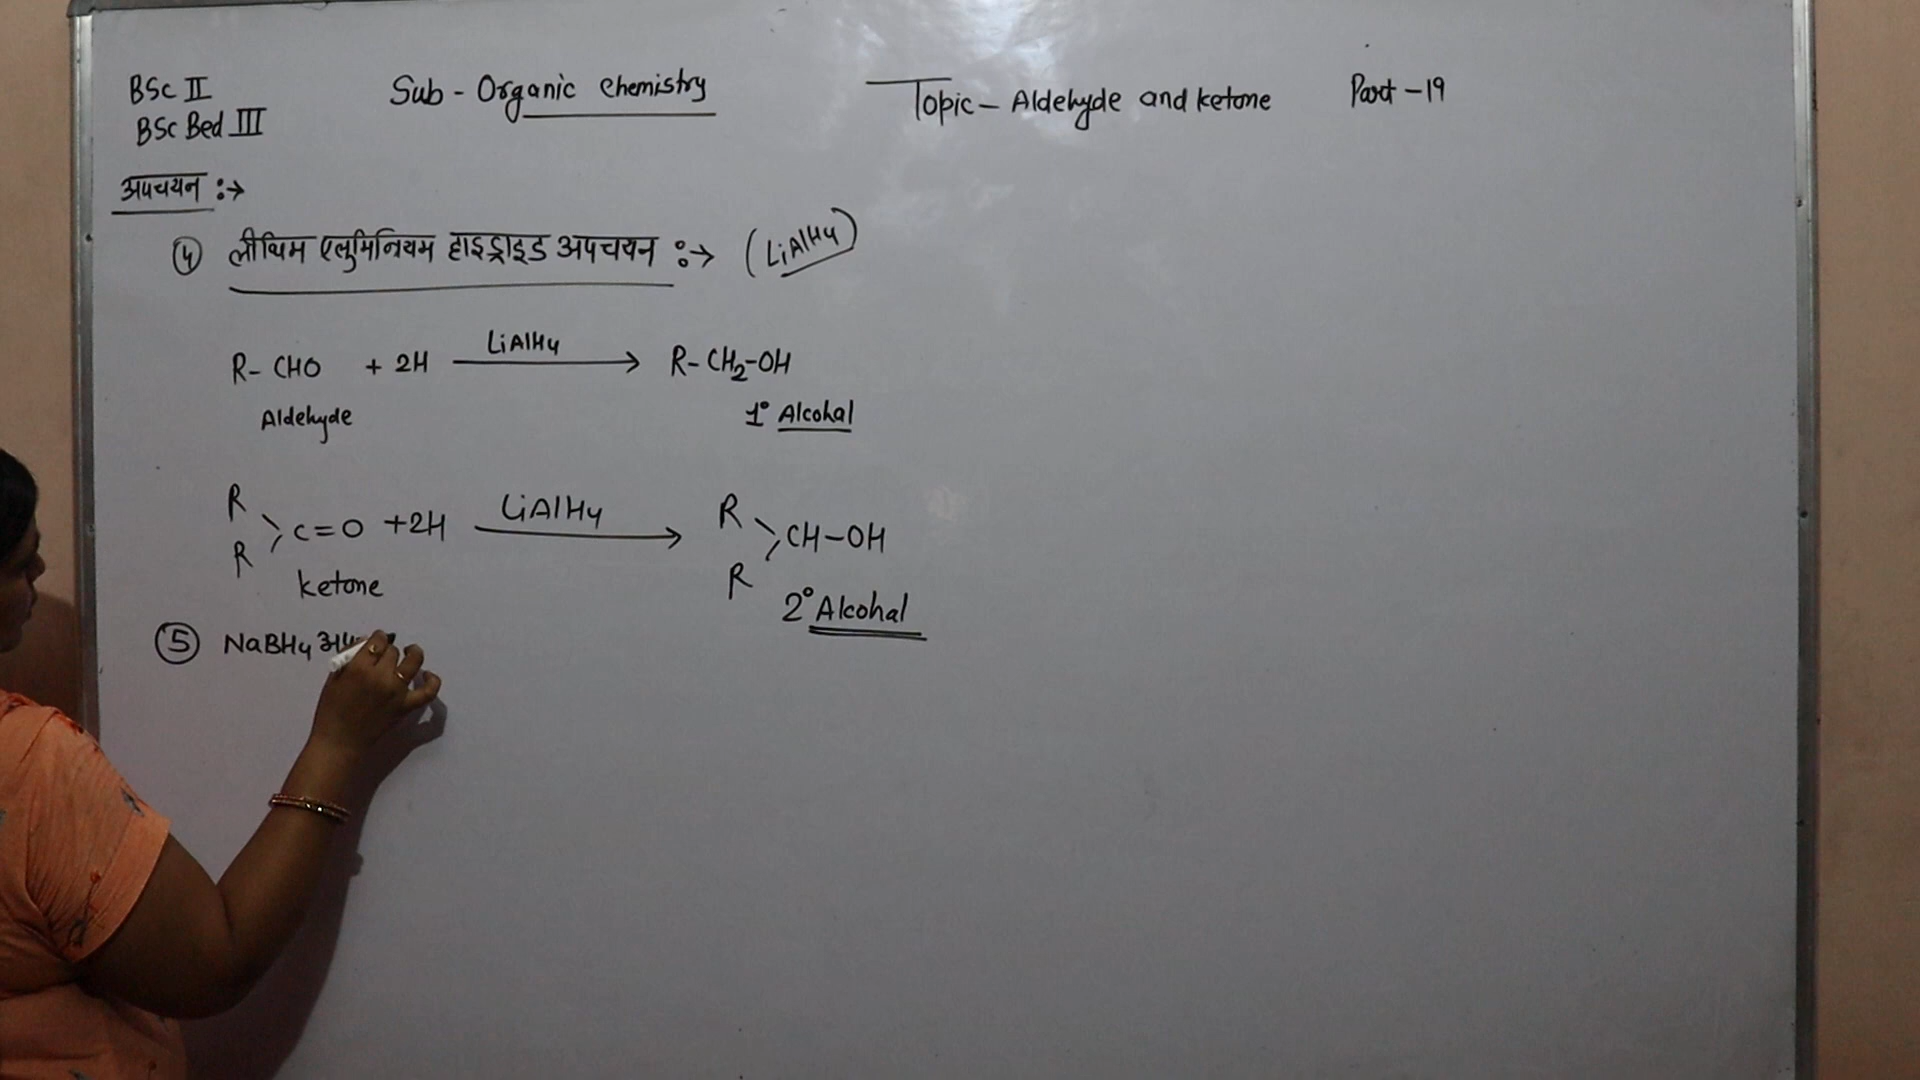 BSc II Sub - Organic chemistry Topic - Aldehyde and ketone Part - 19
BSc Bed III
अपचयन :→
④ लीथिम एलुमिनियम हाइड्राइड अपचयन :→ (LiAlH4)
R- CHO + 2H LiAlH4 → R- CH2-OH
Aldehyde 1° Alcohal
R R C=O +2H LiAlH4 → R R CH-OH
ketone 2° Alcohal
⑤ NaBH4